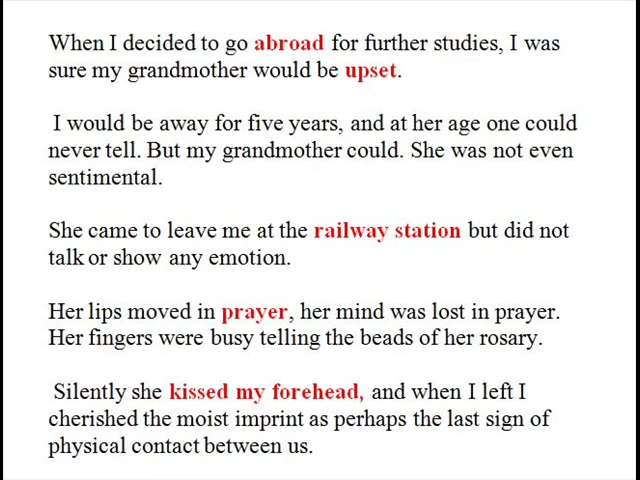 When I decided to go abroad for further studies, I was
sure my grandmother would be upset.
I would be away for five years, and at her age one could
never tell. But my grandmother could. She was not even
sentimental.
She came to leave me at the railway station but did not
talk or show any emotion.
Her lips moved in prayer, her mind was lost in prayer.
Her fingers were busy telling the beads of her rosary.
Silently she kissed my forehead, and when I left I
cherished the moist imprint as perhaps the last sign of
physical contact between us.